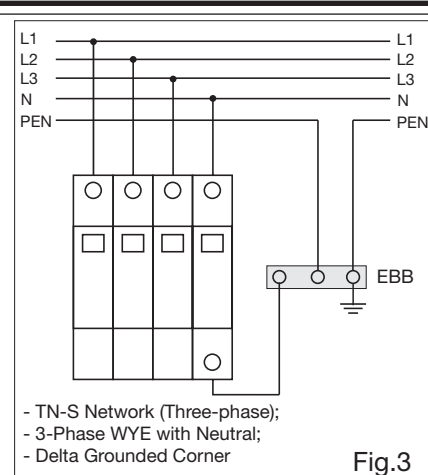 L1 L1
L2 L2
L3 L3
N N
PEN PEN
EBB
- TN-S Network (Three-phase);
- 3-Phase WYE with Neutral;
- Delta Grounded Corner
Fig.3